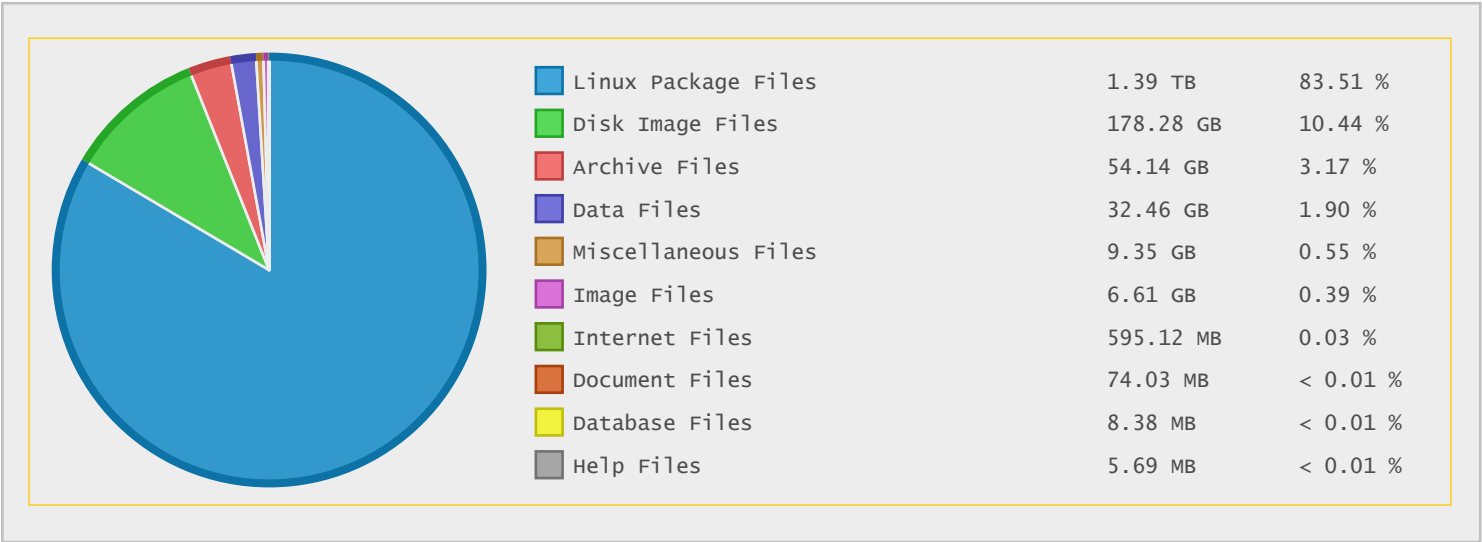 Linux Package Files 1.39 TB 83.51 %
Disk Image Files 178.28 GB 10.44 %
Archive Files 54.14 GB 3.17 %
Data Files 32.46 GB 1.90 %
Miscellaneous Files 9.35 GB 0.55 %
Image Files 6.61 GB 0.39 %
Internet Files 595.12 MB 0.03 %
Document Files 74.03 MB < 0.01 %
Database Files 8.38 MB < 0.01 %
Help Files 5.69 MB < 0.01 %